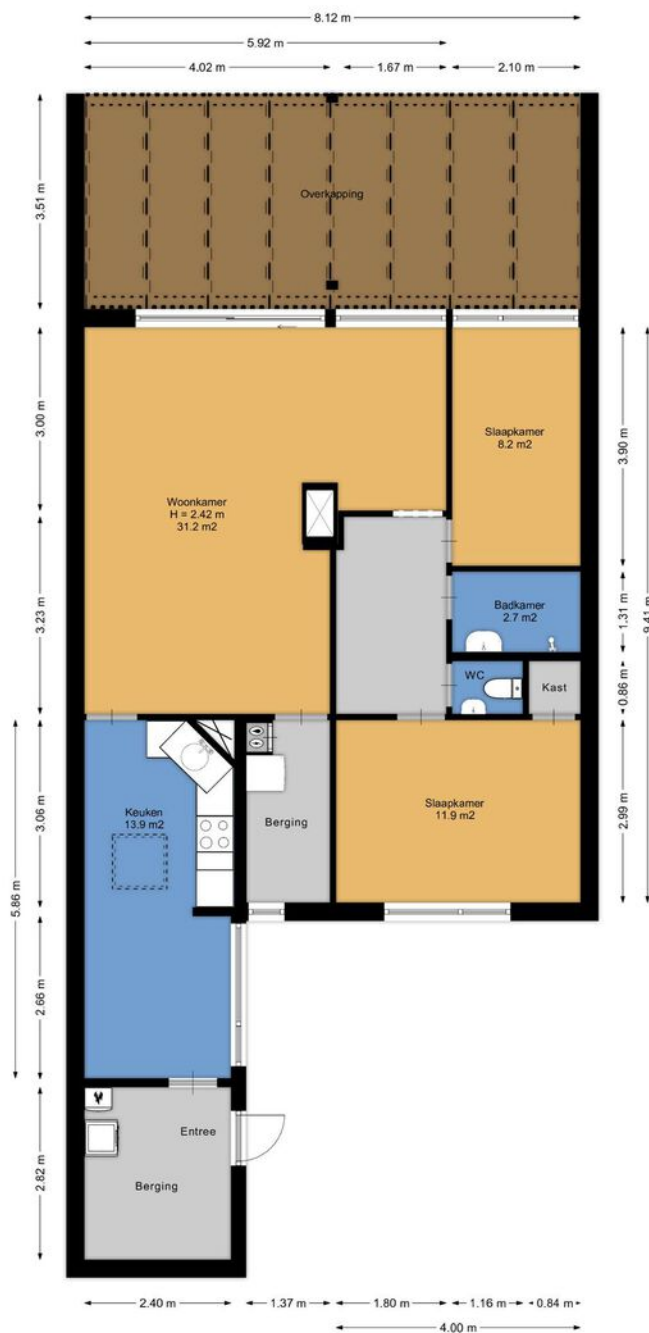 8.12 m
5.92 m
4.02 m
1.67 m
2.10 m
3.51 m
Overkapping
3.00 m
3.90 m
Slaapkamer
8.2 m2
Woonkamer
H = 2.42 m
31.2 m2
9.41 m
3.23 m
1.31 m
Badkamer
2.7 m2
0.86 m
WC
Kast
3.06 m
2.99 m
Keuken
13.9 m2
Berging
Slaapkamer
11.9 m2
5.86 m
2.66 m
2.82 m
Entree
Berging
2.40 m
1.37 m
1.80 m
1.16 m
0.84 m
4.00 m